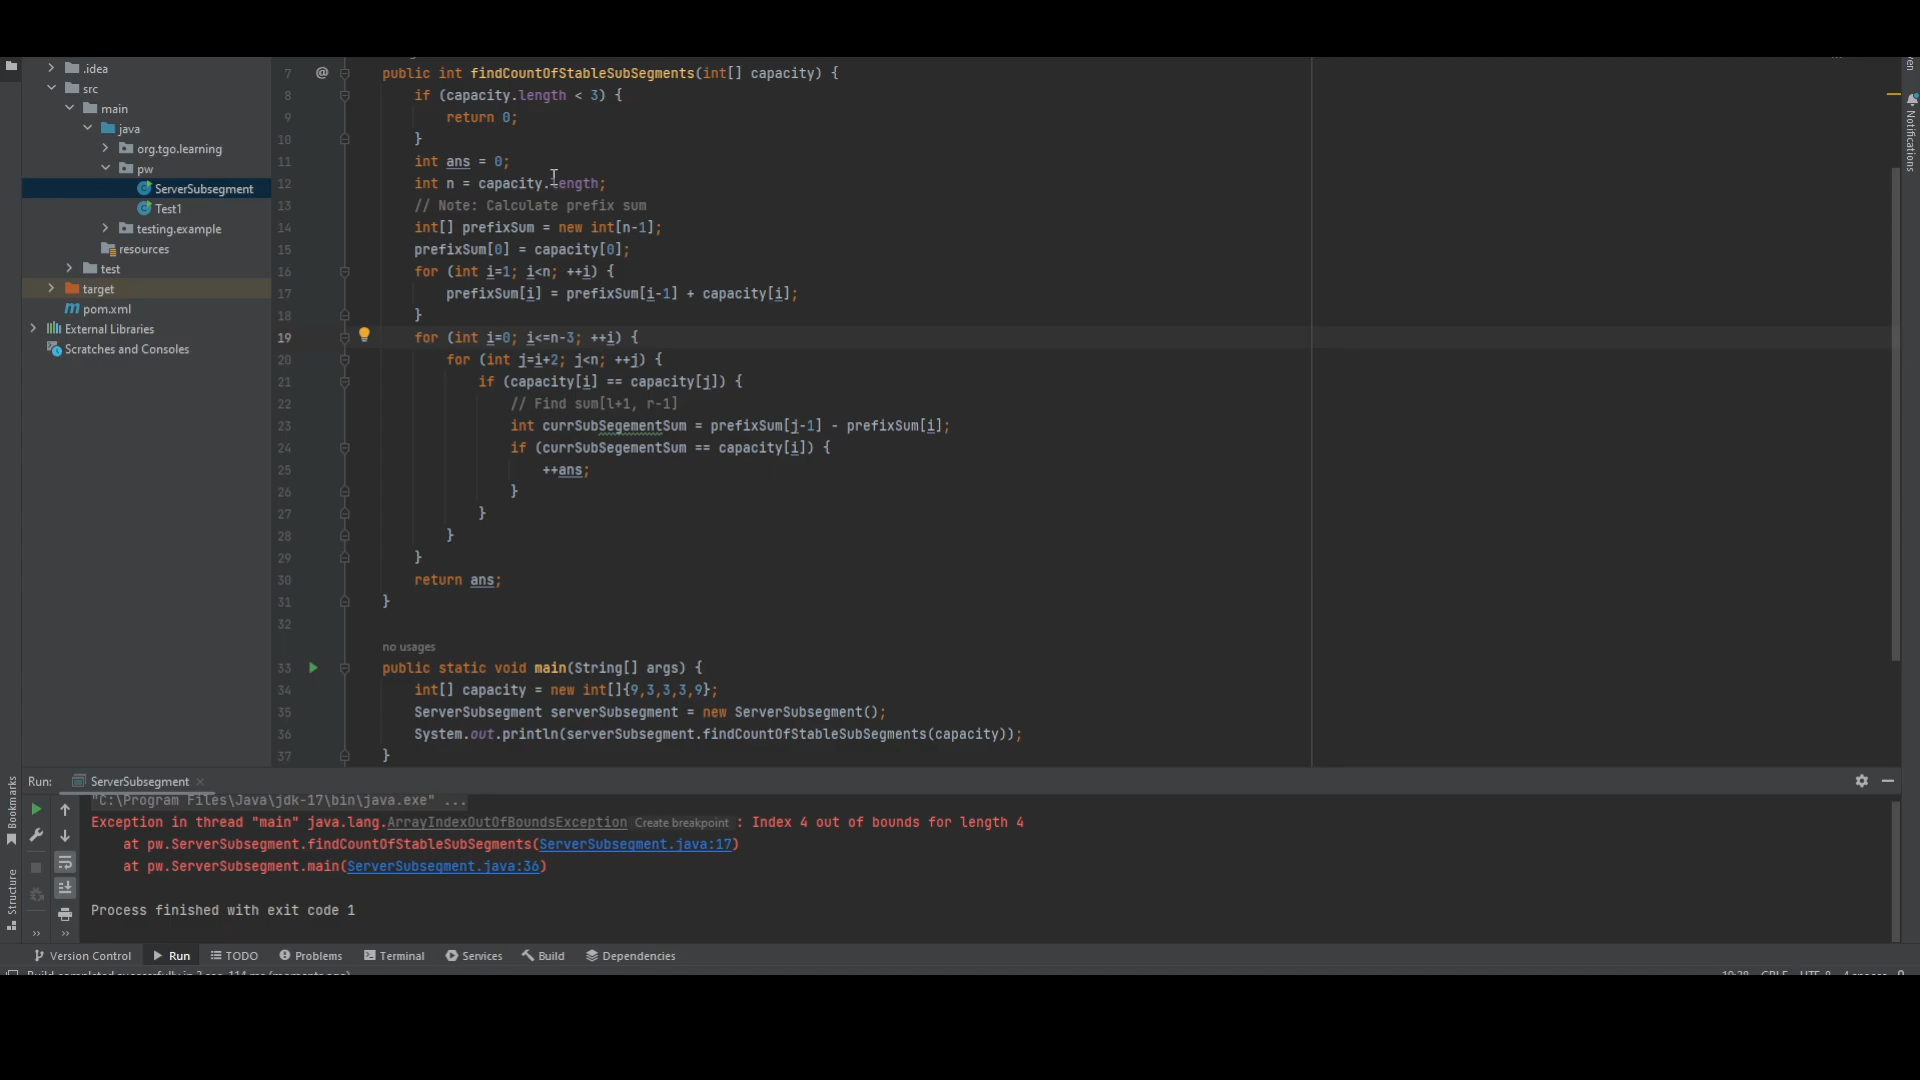 .idea
src
main
java
org.tgo.learning
pw
ServerSubsegment
Test1
testing.example
resources
test
target
pom.xml
External Libraries
Scratches and Consoles
7 @ public int findCountOfStableSubSegments(int[] capacity) {
8 if (capacity.length < 3) {
9 return 0;
10 }
11 int ans = 0;
12 int n = capacity.length;
13 // Note: Calculate prefix sum
14 int[] prefixSum = new int[n-1];
15 prefixSum[0] = capacity[0];
16 for (int i=1; i<n; ++i) {
17 prefixSum[i] = prefixSum[i-1] + capacity[i];
18 }
19 for (int i=0; i<=n-3; ++i) {
20 for (int j=i+2; j<n; ++j) {
21 if (capacity[i] == capacity[j]) {
22 // Find sum[l+1, r-1]
23 int currSubSegementSum = prefixSum[j-1] - prefixSum[i];
24 if (currSubSegementSum == capacity[i]) {
25 ++ans;
26 }
27 }
28 }
29 }
30 return ans;
31 }
32
no usages
33 public static void main(String[] args) {
34 int[] capacity = new int[]{9,3,3,3,9};
35 ServerSubsegment serverSubsegment = new ServerSubsegment();
36 System.out.println(serverSubsegment.findCountOfStableSubSegments(capacity));
37 }
Notifications
Run: ServerSubsegment
"C:\Program Files\Java\jdk-17\bin\java.exe" ...
Exception in thread "main" java.lang.ArrayIndexOutOfBoundsException Create breakpoint : Index 4 out of bounds for length 4
at pw.ServerSubsegment.findCountOfStableSubSegments(ServerSubsegment.java:17)
at pw.ServerSubsegment.main(ServerSubsegment.java:36)
Process finished with exit code 1
Bookmarks
Structure
Version Control Run TODO Problems Terminal Services Build Dependencies